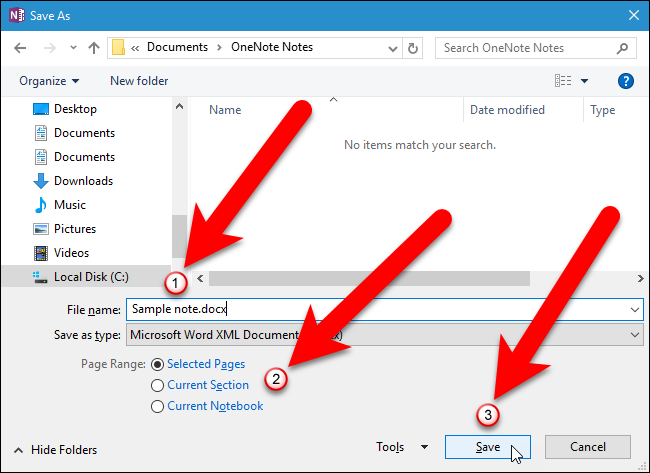 Save As
« Documents › OneNote Notes
Search OneNote Notes
Organize
New folder
?
Desktop
Documents
Documents
Downloads
Music
Pictures
Videos
Local Disk (C:)
Name
Date modified
Type
No items match your search.
1
File name: Sample note.docx
Save as type: Microsoft Word XML Document x)
Page Range: Selected Pages
Current Section
Current Notebook
2
3
Hide Folders
Tools
Save
Cancel